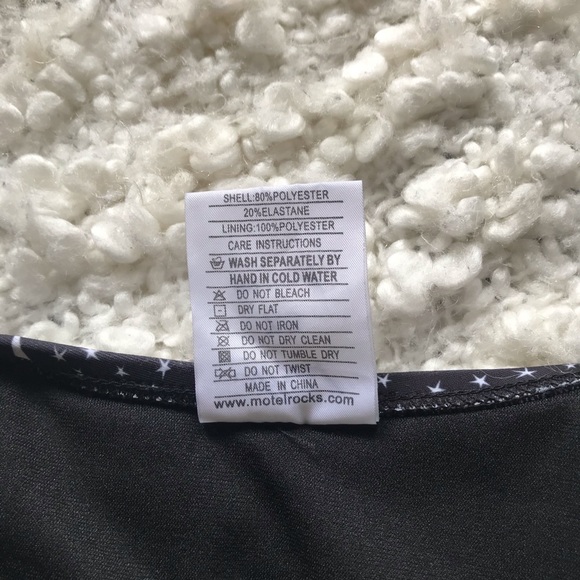 SHELL:80%POLYESTER
20%ELASTANE
LINING:100%POLYESTER
CARE INSTRUCTIONS
WASH SEPARATELY BY
HAND IN COLD WATER
DO NOT BLEACH
DRY FLAT
DO NOT IRON
DO NOT DRY CLEAN
DO NOT TUMBLE DRY
DO NOT TWIST
MADE IN CHINA
www.motelrocks.com